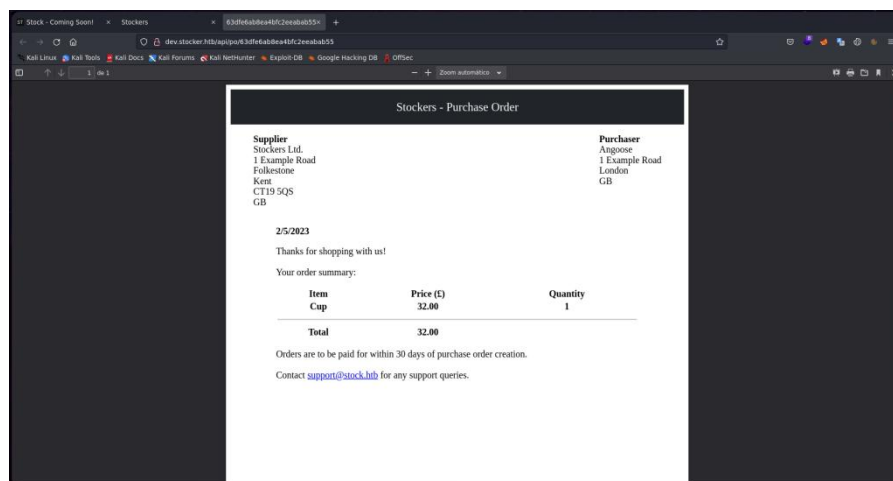 Stock - Coming Soon!
Stockers
63dfe6ab8ea4bfc2eeabab55
dev.stocker.htb/api/po/63dfe6ab8ea4bfc2eeabab55
Kali Linux Kali Tools Kali Docs Kali Forums Kali NetHunter Exploit-DB Google Hacking DB OffSec
1 de 1
Zoom automático
Stockers - Purchase Order
Supplier
Stockers Ltd.
1 Example Road
Folkestone
Kent
CT19 5QS
GB
Purchaser
Angoose
1 Example Road
London
GB
2/5/2023
Thanks for shopping with us!
Your order summary:
Item Price (£) Quantity
Cup 32.00 1
Total 32.00
Orders are to be paid for within 30 days of purchase order creation.
Contact support@stock.htb for any support queries.